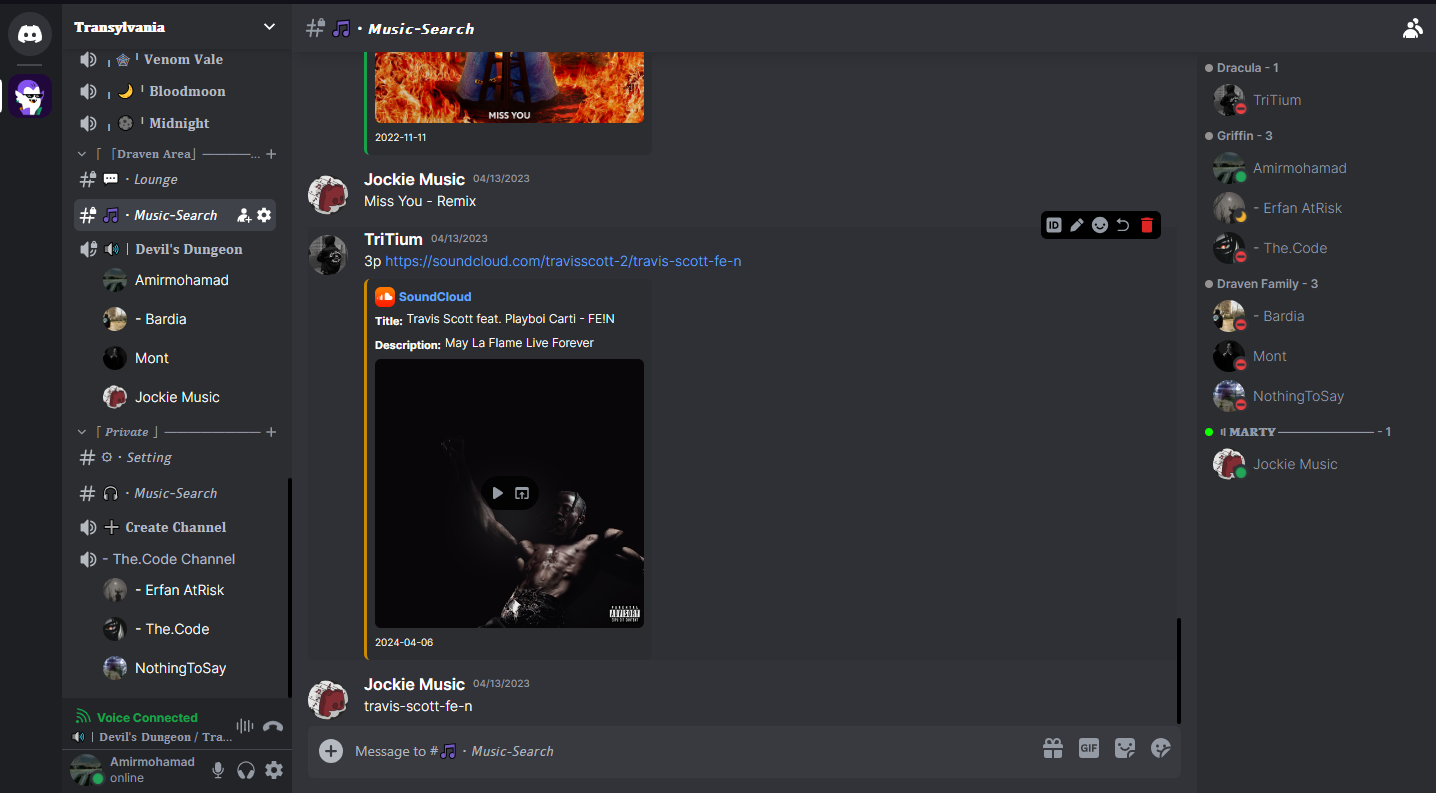 Transylvania
Venom Vale
Bloodmoon
Midnight
⌈ ⌈Draven Area⌋ ———... +
# 💬 · Lounge
# 🎵 · Music-Search
🔊 | Devil's Dungeon
Amirmohamad
- Bardia
Mont
Jockie Music
⌈ Private ⌋ ———————— +
# ⚙ · Setting
# 🎧 · Music-Search
Create Channel
- The.Code Channel
- Erfan AtRisk
- The.Code
NothingToSay
Voice Connected
🔊 | Devil's Dungeon / Tra...
Amirmohamad
online
# 🎵 · Music-Search
MISS YOU
2022-11-11
Jockie Music 04/13/2023
Miss You - Remix
ID
TriTium 04/13/2023
3p https://soundcloud.com/travisscott-2/travis-scott-fe-n
SoundCloud
Title: Travis Scott feat. Playboi Carti - FE!N
Description: May La Flame Live Forever
PARENTAL
ADVISORY
EXPLICIT CONTENT
2024-04-06
Jockie Music 04/13/2023
travis-scott-fe-n
Message to # 🎵 · Music-Search
GIF
Dracula - 1
TriTium
Griffin - 3
Amirmohamad
- Erfan AtRisk
- The.Code
Draven Family - 3
- Bardia
Mont
NothingToSay
MARTY ———————— - 1
Jockie Music